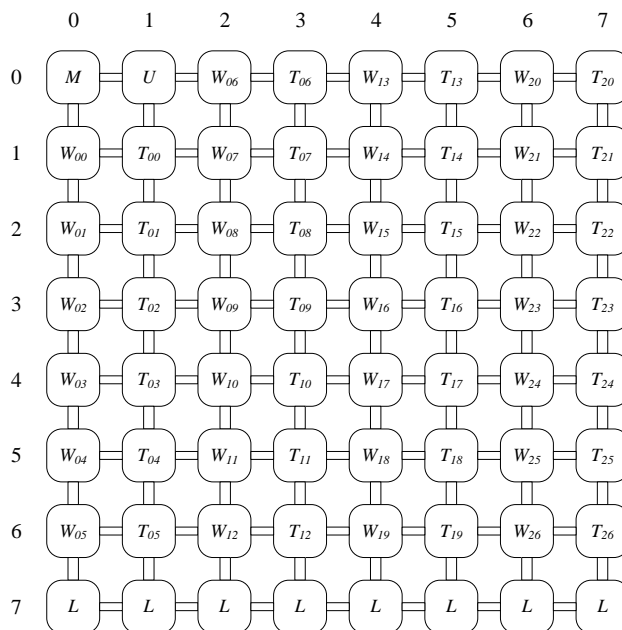 0 1 2 3 4 5 6 7
0 M U W06 T06 W13 T13 W20 T20
1 W00 T00 W07 T07 W14 T14 W21 T21
2 W01 T01 W08 T08 W15 T15 W22 T22
3 W02 T02 W09 T09 W16 T16 W23 T23
4 W03 T03 W10 T10 W17 T17 W24 T24
5 W04 T04 W11 T11 W18 T18 W25 T25
6 W05 T05 W12 T12 W19 T19 W26 T26
7 L L L L L L L L